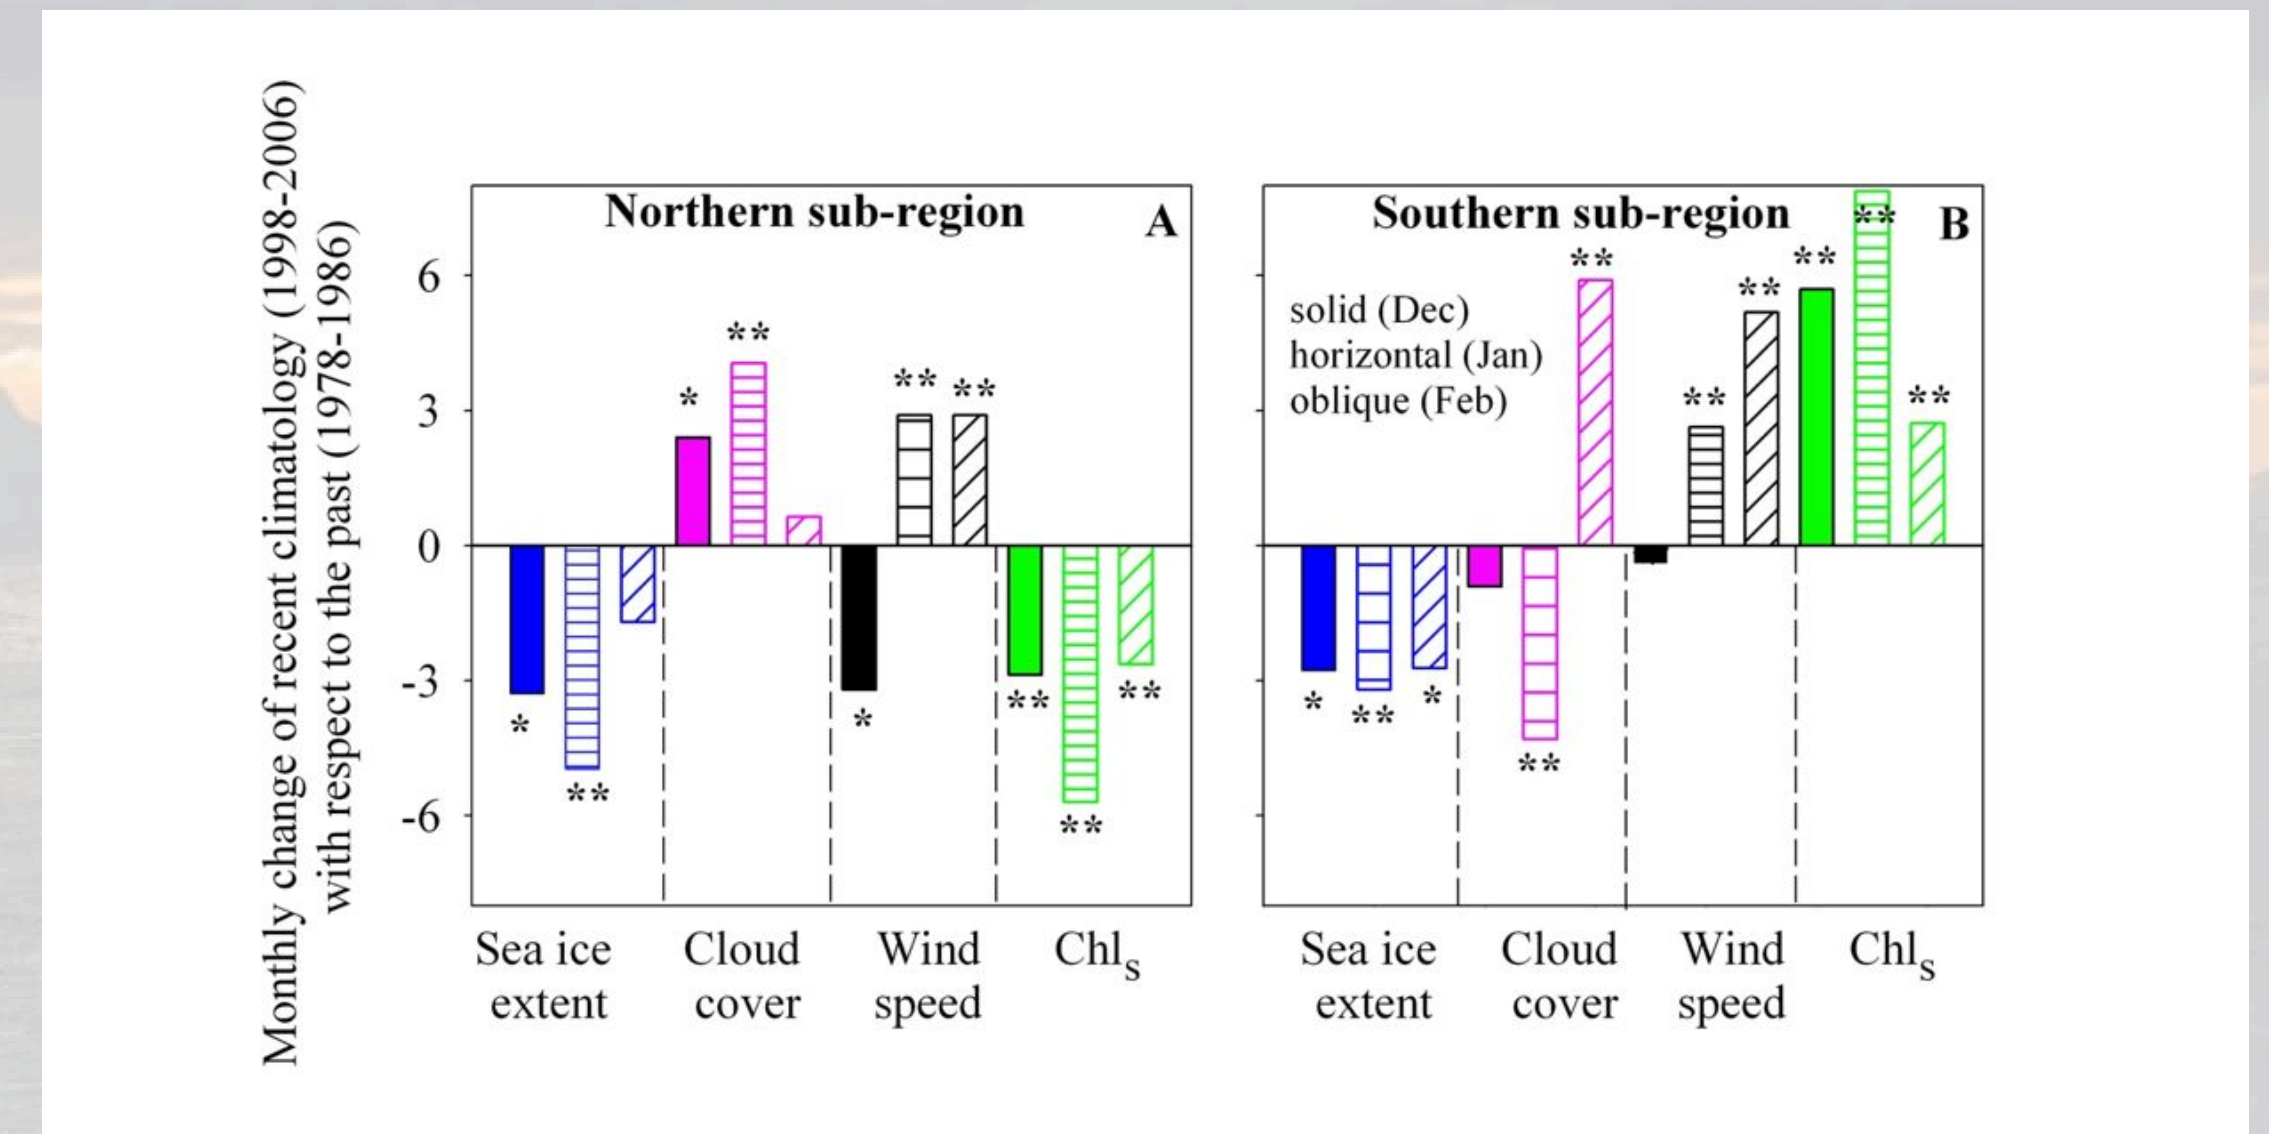 Monthly change of recent climatology (1998-2006)
with respect to the past (1978-1986)
Northern sub-region
A
6
3
0
-3
-6
*
**
*
**
*
**
**
**
**
**
Sea ice
extent
Cloud
cover
Wind
speed
Chls
Southern sub-region
B
solid (Dec)
horizontal (Jan)
oblique (Feb)
*
**
*
**
**
**
**
**
**
**
Sea ice
extent
Cloud
cover
Wind
speed
Chls